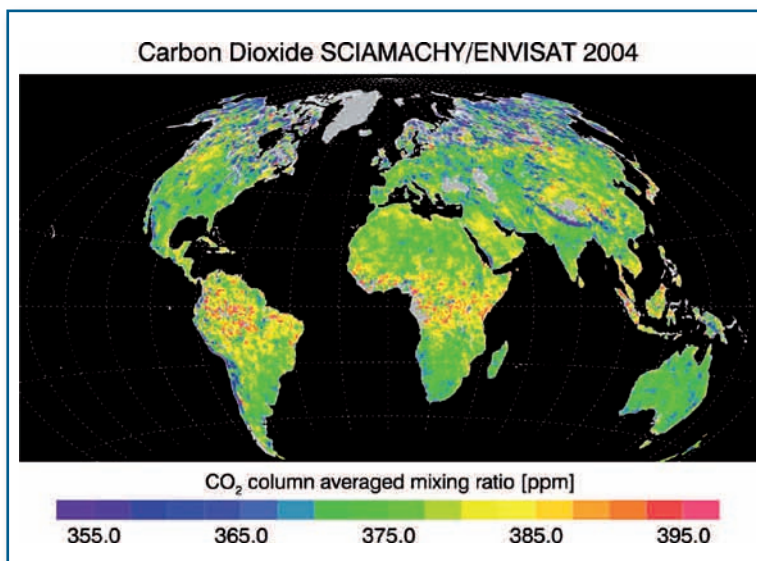 Carbon Dioxide SCIAMACHY/ENVISAT 2004
CO₂ column averaged mixing ratio [ppm]
355.0 365.0 375.0 385.0 395.0